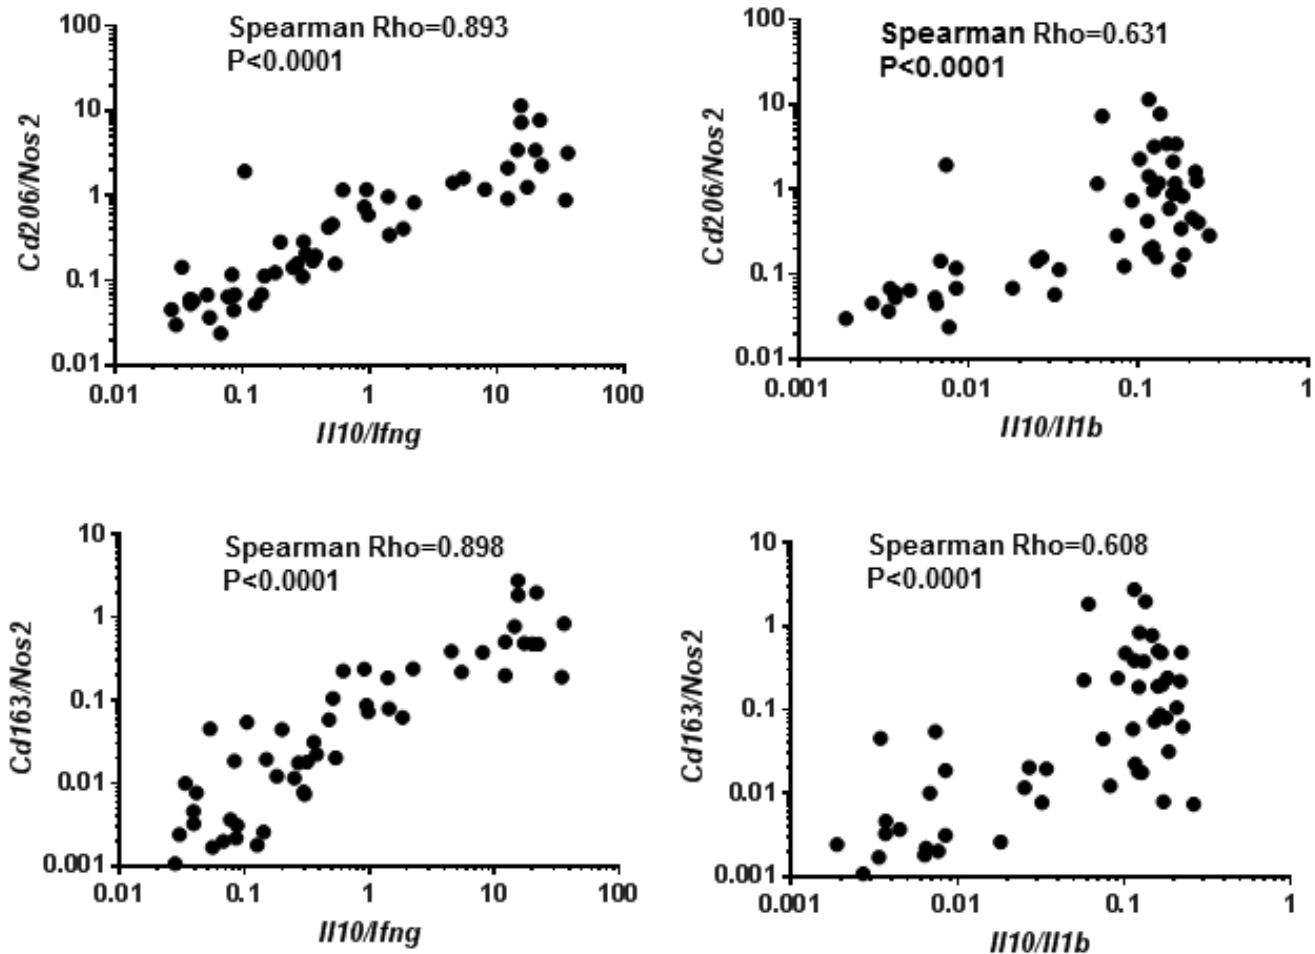 Spearman Rho=0.893
P<0.0001
100
10
1
0.1
0.01
Cd206/Nos2
0.01 0.1 1 10 100
Il10/Ifng
Spearman Rho=0.631
P<0.0001
100
10
1
0.1
0.01
Cd206/Nos2
0.001 0.01 0.1 1
Il10/Il1b
Spearman Rho=0.898
P<0.0001
10
1
0.1
0.01
0.001
Cd163/Nos2
0.01 0.1 1 10 100
Il10/Ifng
Spearman Rho=0.608
P<0.0001
10
1
0.1
0.01
0.001
Cd163/Nos2
0.001 0.01 0.1 1
Il10/Il1b